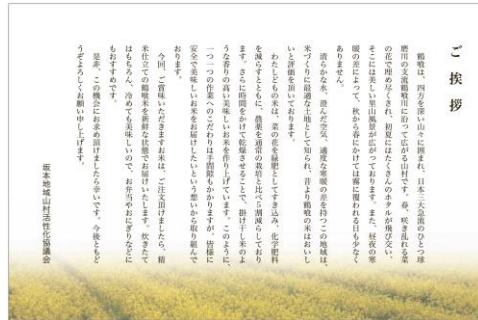 ご挨拶
鶴喰は、四方を深い山々に囲まれ、日本三大急流のひとつ球
磨川の支流鶴喰川に沿って広がる山村です。春、咲き乱れる菜
の花で埋め尽くされ、初夏にはたくさんのホタルが飛び交い、
そこには美しい里山風景が広がっております。また、昼夜の寒
暖の差によって、秋から春にかけては霧に覆われる日も少なく
ありません。
清らかな水、澄んだ空気、適度な寒暖の差を持つこの地域は、
米づくりに最適な土地として知られ、昔より鶴喰の米はおいし
いと評価を頂いております。
わたしどもの米は、菜の花を緑肥としてすき込み、化学肥料
を減らすとともに、農薬を通常の栽培と比べ5割減らしており
ます。さらに時間をかけて乾燥させることで、掛け干し米のよ
うな香りの高い美味しいお米を作り上げています。このように
一つ一つの作業へのこだわりは手間隙もかかりますが、皆様に
安全で美味しいお米をお届けしたいという想いから取り組んで
おります。
今回、ご賞味いただきますお米は、ご注文頂けましたら、精
米仕立ての鶴喰米を新鮮な状態でお届けいたします。炊きたて
はもちろん、冷めても美味しいので、お弁当やおにぎりなどに
もおすすめです。
是非、この機会にお求め頂けましたら幸いです。今後ともど
うぞよろしくお願い申し上げます。
坂本地域山村活性化協議会